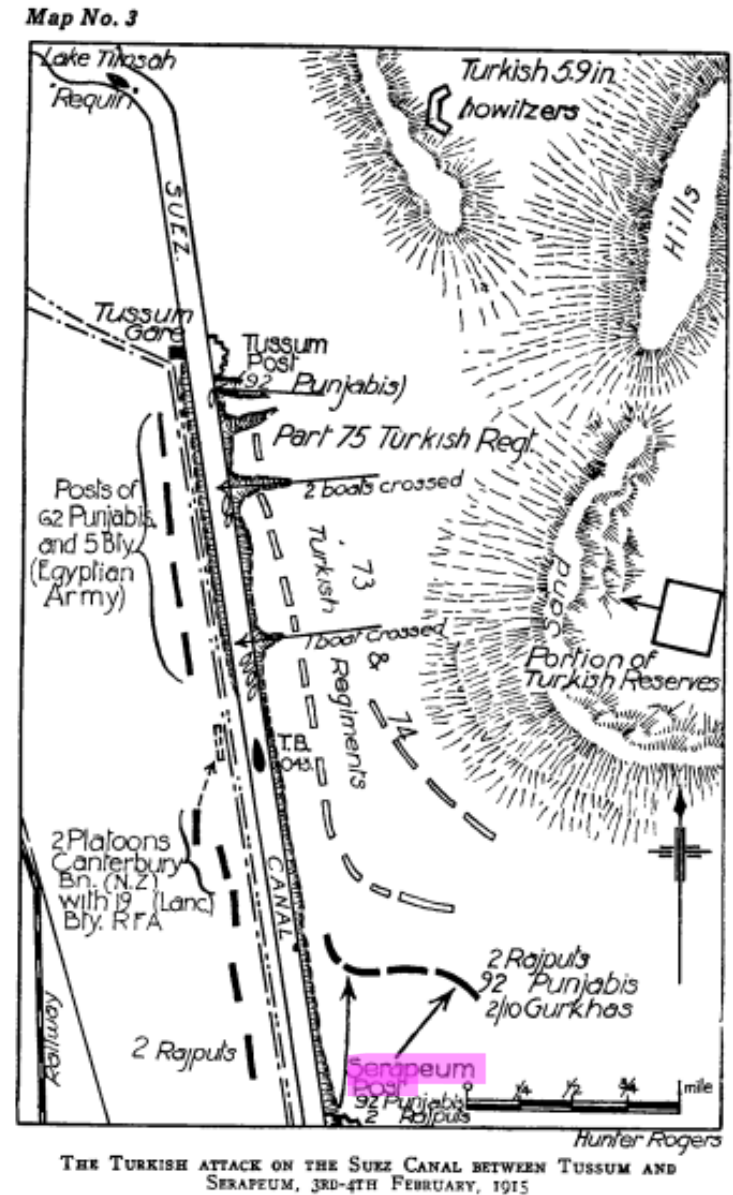 Map No. 3
Lake Timsah
Requin
Turkish 5.9 in.
howitzers
SUEZ
Hills
Tussum
Gare
Tussum
Post
(92 Punjabis)
Part 75 Turkish Regt.
2 boats crossed
Posts of
62 Punjabis
and 5 Bty.
(Egyptian
Army)
73
Turkish
1 boat crossed
&
Regiments
74
Sand
Portion of
Turkish Reserves
T.B.
043.
2 Platoons
Canterbury
Bn. (N.Z)
with 19 (Lanc)
Bty. RFA
CANAL
2 Rajputs
92 Punjabis
2/10 Gurkhas
Railway
2 Rajputs
Serapeum
Post
92 Punjabis
2 Rajputs
0 1/4 1/2 3/4 1 mile
Hunter Rogers
THE TURKISH ATTACK ON THE SUEZ CANAL BETWEEN TUSSUM AND
SERAPEUM, 3RD-4TH FEBRUARY, 1915